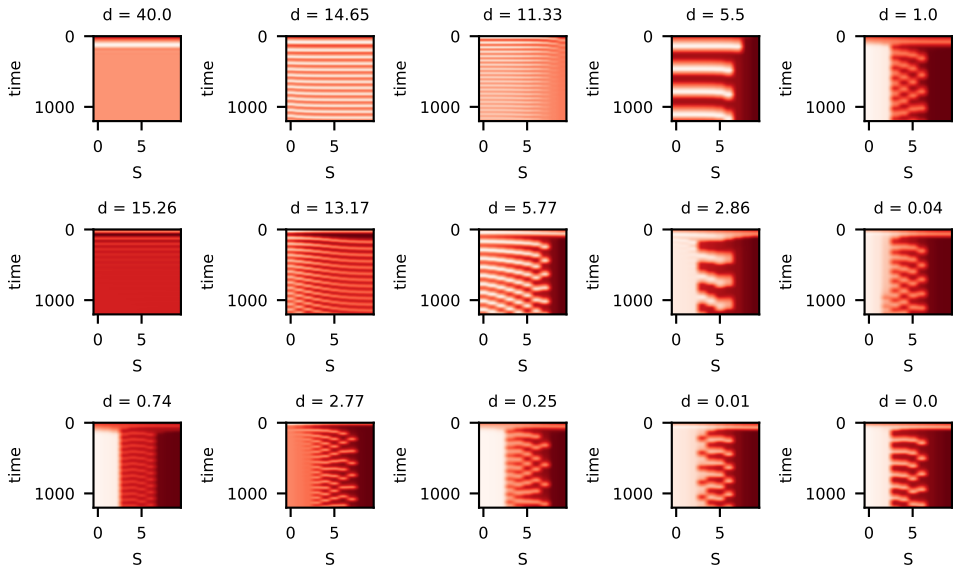 d = 40.0 d = 14.65 d = 11.33 d = 5.5 d = 1.0
0 0 0 0 0
time time time time time
1000 1000 1000 1000 1000
0 5 0 5 0 5 0 5 0 5
S S S S S
d = 15.26 d = 13.17 d = 5.77 d = 2.86 d = 0.04
0 0 0 0 0
time time time time time
1000 1000 1000 1000 1000
0 5 0 5 0 5 0 5 0 5
S S S S S
d = 0.74 d = 2.77 d = 0.25 d = 0.01 d = 0.0
0 0 0 0 0
time time time time time
1000 1000 1000 1000 1000
0 5 0 5 0 5 0 5 0 5
S S S S S